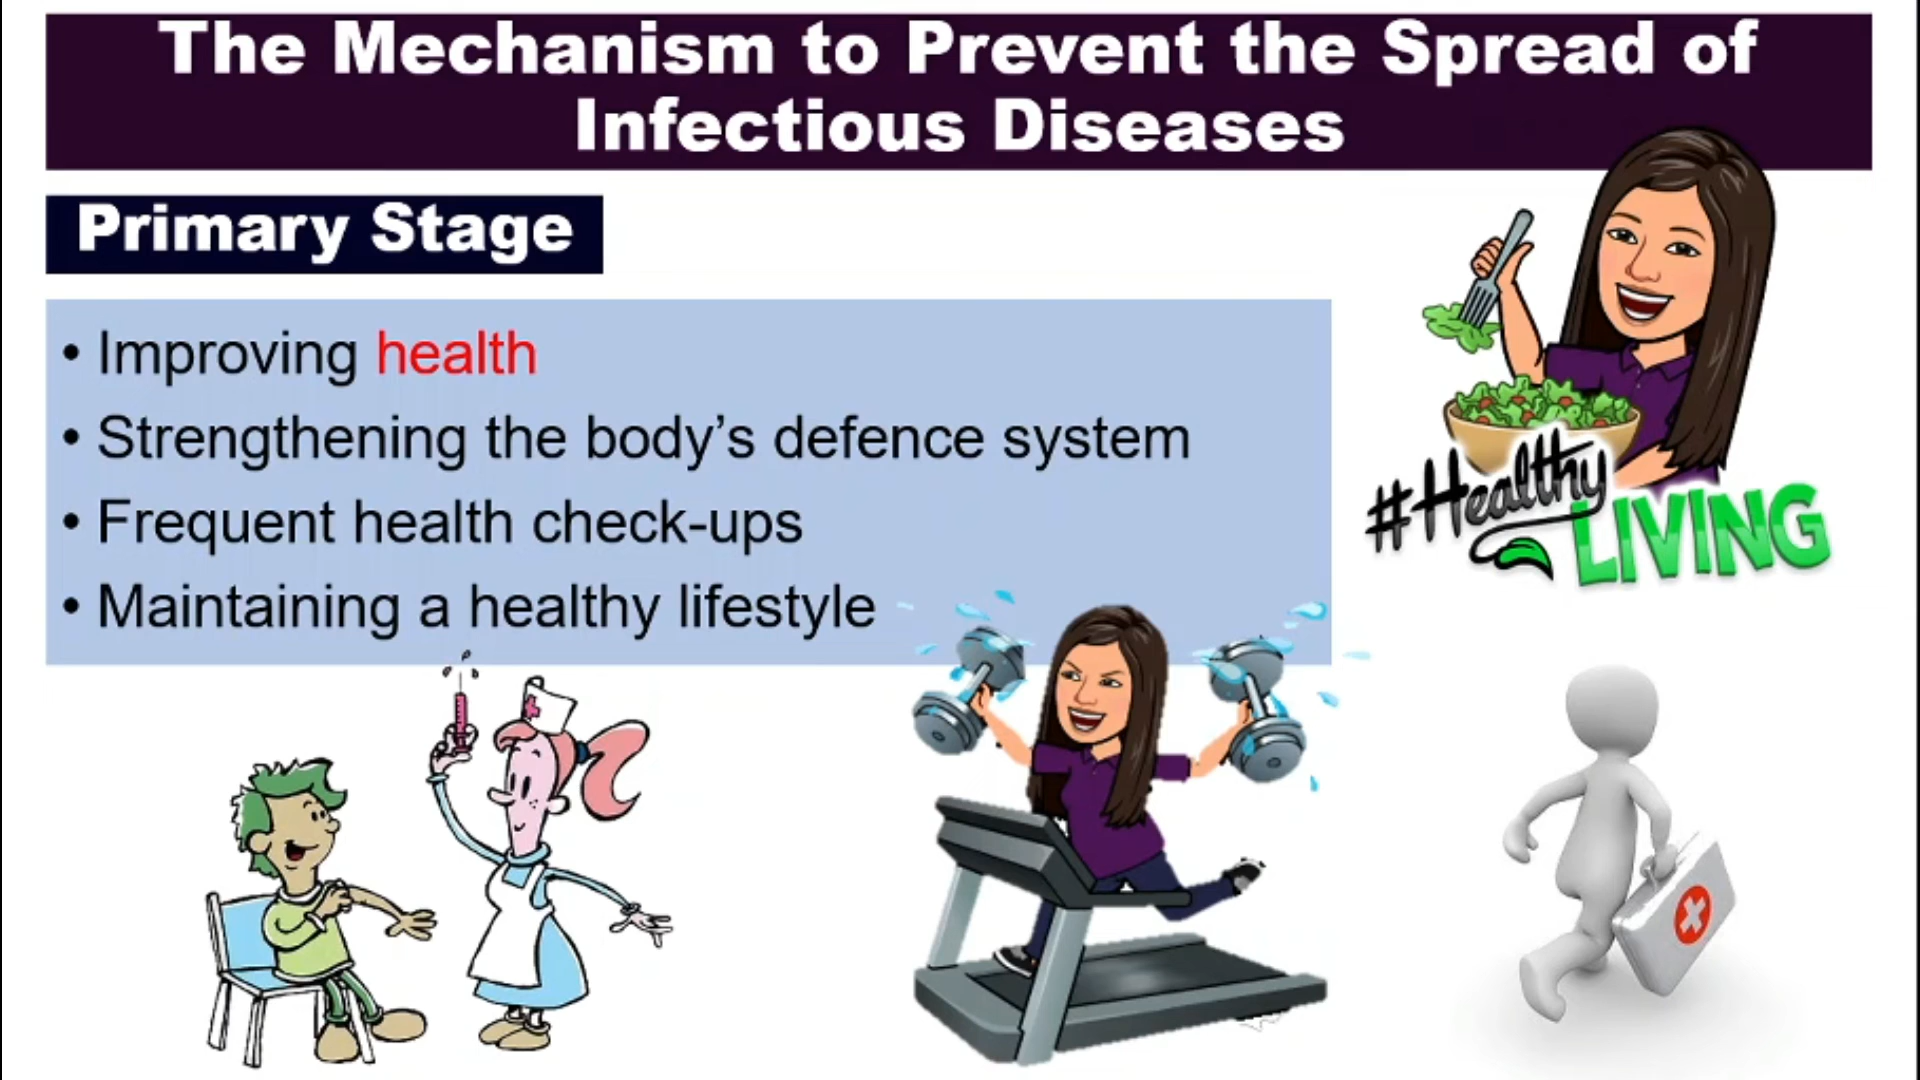 The Mechanism to Prevent the Spread of
Infectious Diseases
Primary Stage
• Improving health
• Strengthening the body’s defence system
• Frequent health check-ups
• Maintaining a healthy lifestyle
#Healthy
LIVING